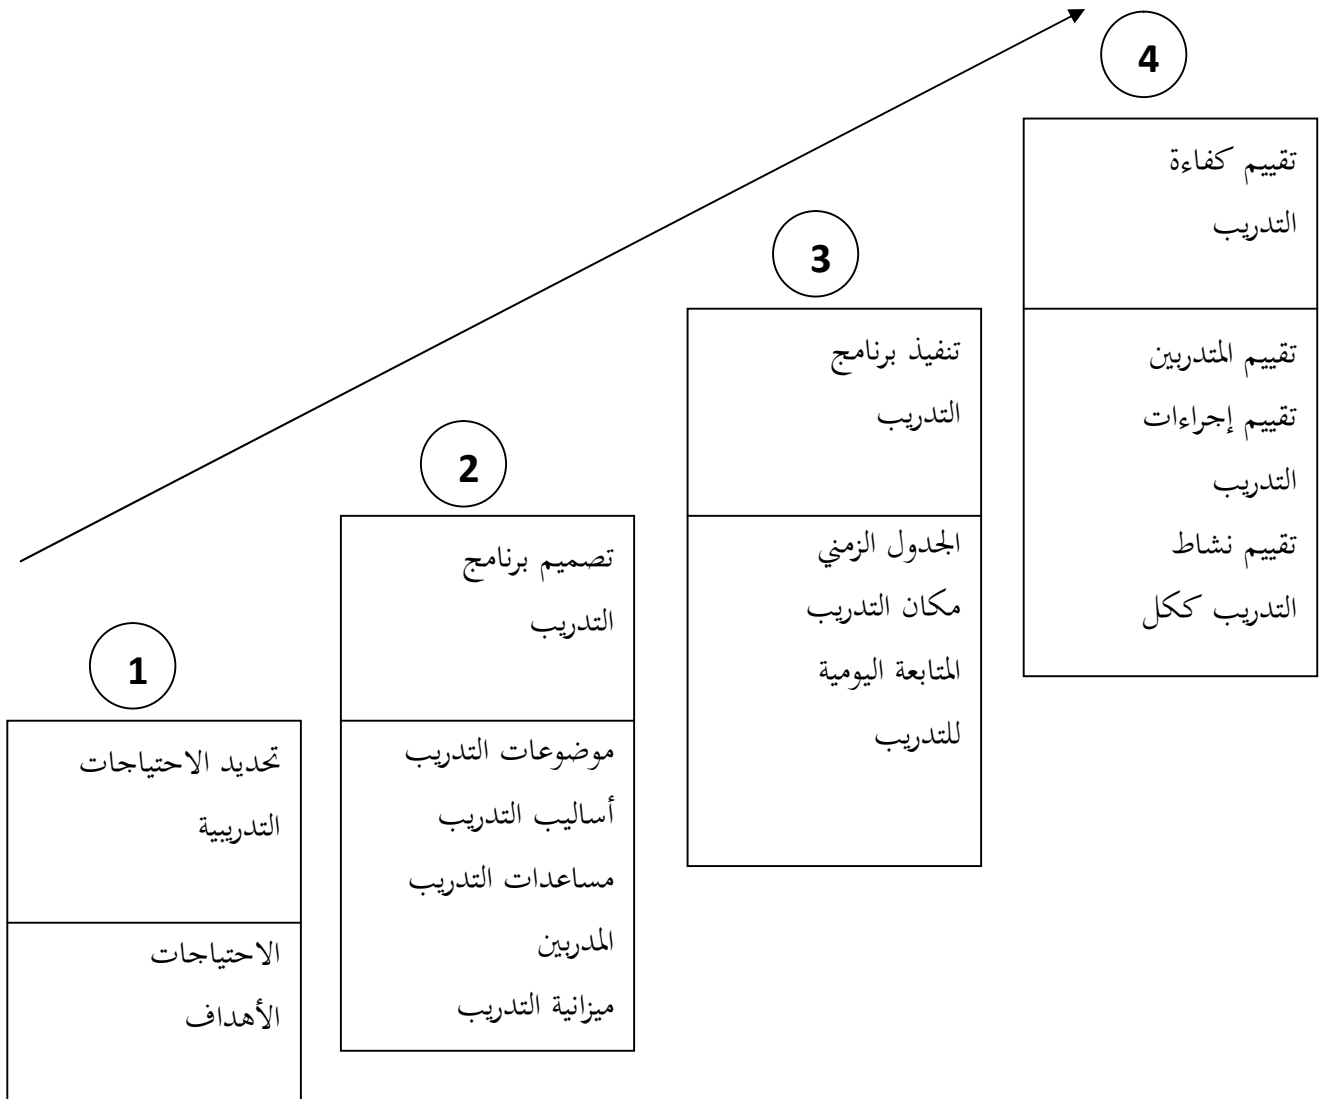 1
تحديد الاحتياجات
التدريبية
الاحتياجات
الأهداف
2
تصميم برنامج
التدريب
موضوعات التدريب
أساليب التدريب
مساعدات التدريب
المدربين
ميزانية التدريب
3
تنفيذ برنامج
التدريب
الجدول الزمني
مكان التدريب
المتابعة اليومية
للتدريب
4
تقييم كفاءة
التدريب
تقييم المتدربين
تقييم إجراءات
التدريب
تقييم نشاط
التدريب ككل